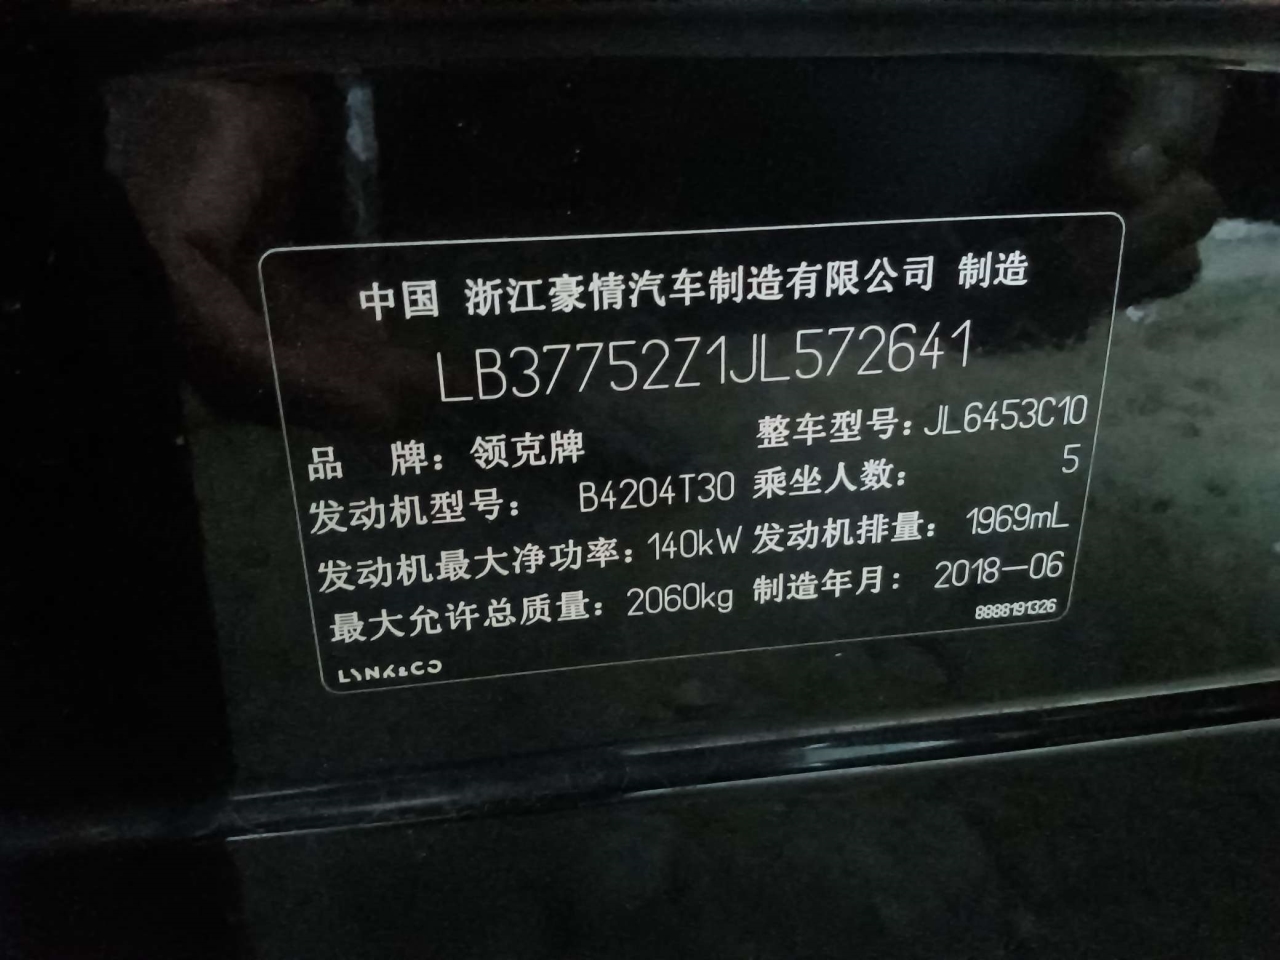 中国 浙江豪情汽车制造有限公司 制造
LB37752Z1JL572641
品 牌：领克牌 整车型号：JL6453C10
发动机型号： B4204T30 乘坐人数： 5
发动机最大净功率：140kW 发动机排量： 1969mL
最大允许总质量：2060kg 制造年月： 2018-06
8888191326
LYNK&CO